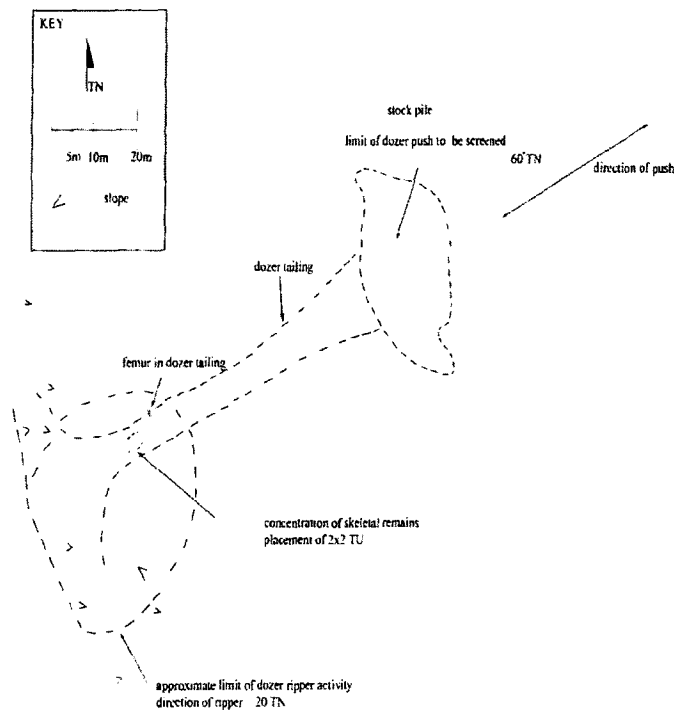 KEY
TN
5m 10m 20m
slope
stock pile
limit of dozer push to be screened
60°TN
direction of push
dozer tailing
femur in dozer tailing
concentration of skeletal remains
placement of 2x2 TU
approximate limit of dozer ripper activity
direction of ripper 20 TN